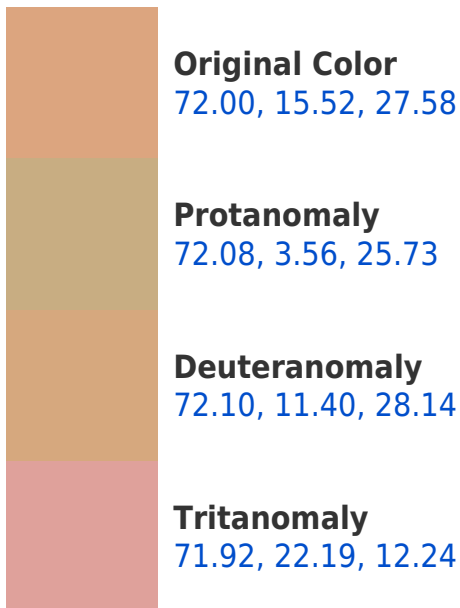 Original Color
72.00, 15.52, 27.58
Protanomaly
72.08, 3.56, 25.73
Deuteranomaly
72.10, 11.40, 28.14
Tritanomaly
71.92, 22.19, 12.24